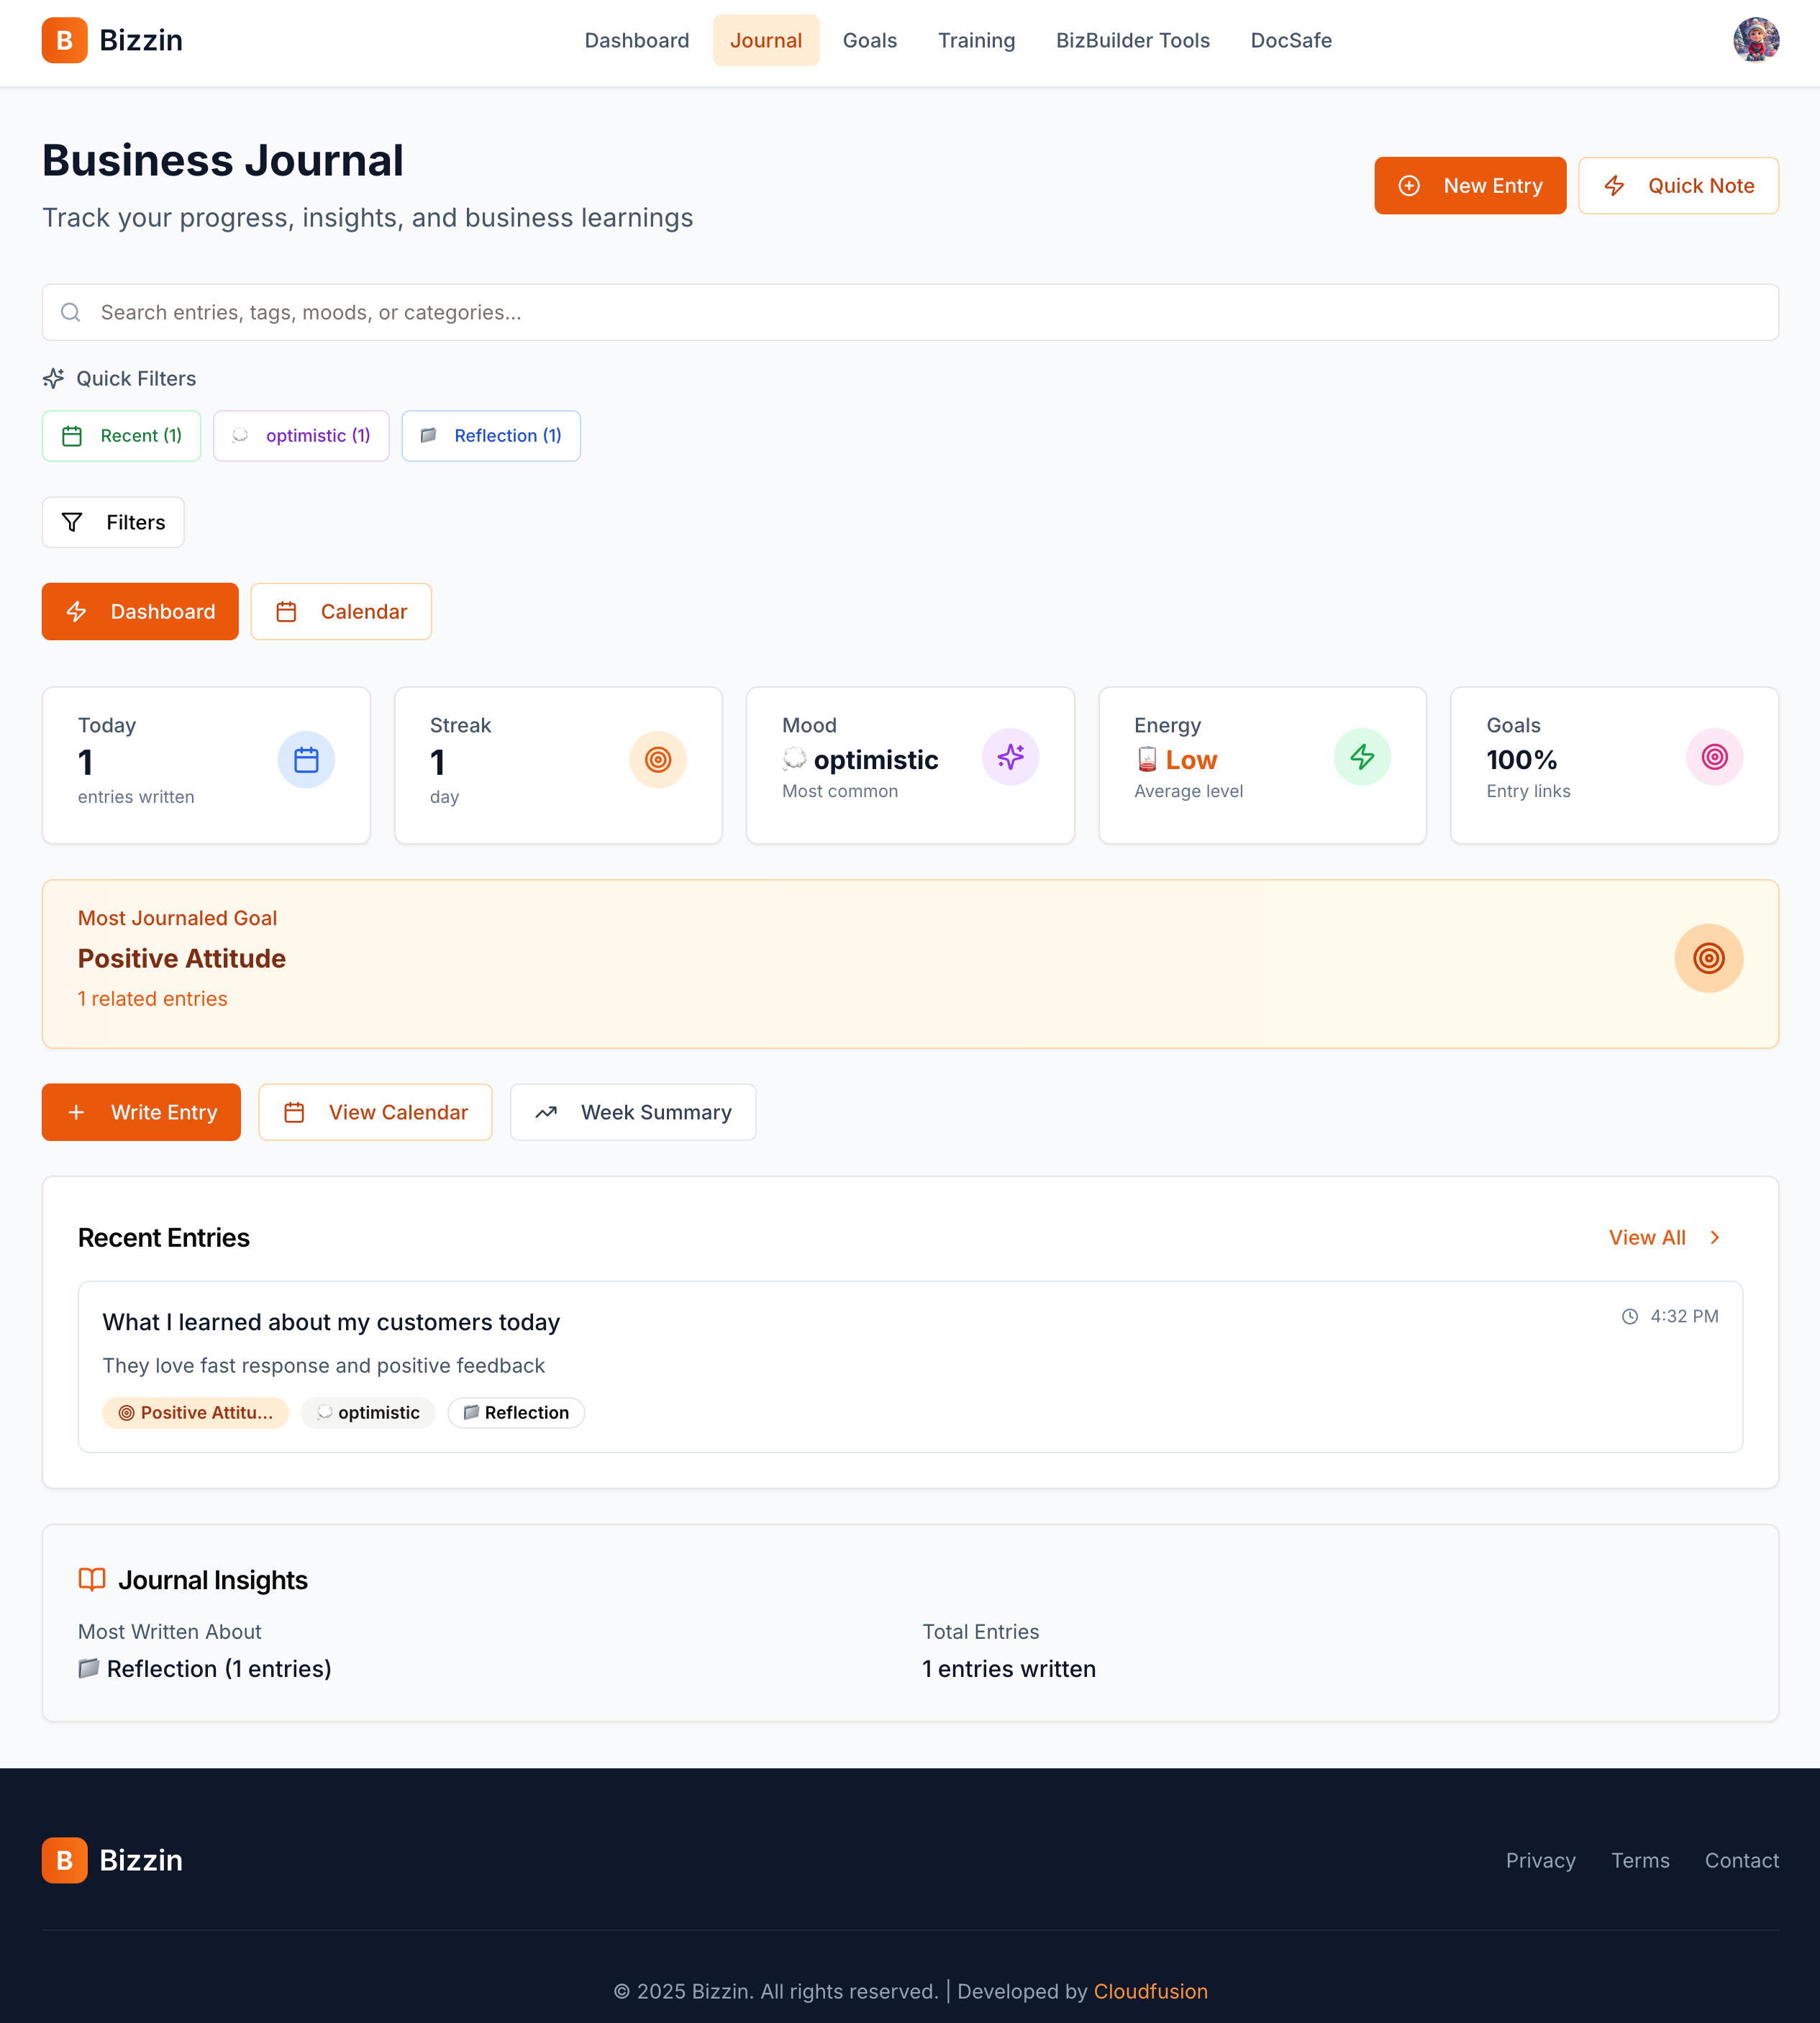 B Bizzin
Dashboard Journal Goals Training BizBuilder Tools DocSafe
Business Journal
Track your progress, insights, and business learnings
New Entry
Quick Note
Search entries, tags, moods, or categories...
Quick Filters
Recent (1)
optimistic (1)
Reflection (1)
Filters
Dashboard
Calendar
Today
1
entries written
Streak
1
day
Mood
optimistic
Most common
Energy
Low
Average level
Goals
100%
Entry links
Most Journaled Goal
Positive Attitude
1 related entries
Write Entry
View Calendar
Week Summary
Recent Entries
View All
What I learned about my customers today
4:32 PM
They love fast response and positive feedback
Positive Attitu...
optimistic
Reflection
Journal Insights
Most Written About
Reflection (1 entries)
Total Entries
1 entries written
B Bizzin
Privacy Terms Contact
© 2025 Bizzin. All rights reserved. | Developed by Cloudfusion